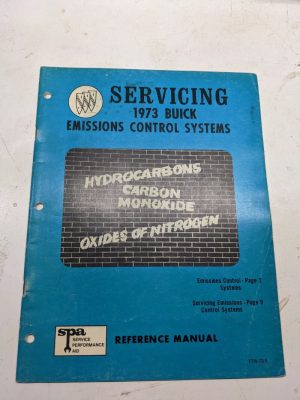 SERVICING
1973 BUICK
EMISSIONS CONTROL SYSTEMS
HYDROCARBONS
CARBON
MONOXIDE
OXIDES OF NITROGEN
Emissions Control - Page 1
Systems
Servicing Emissions - Page 9
Control Systems
spa
SERVICE
PERFORMANCE
AID
REFERENCE MANUAL